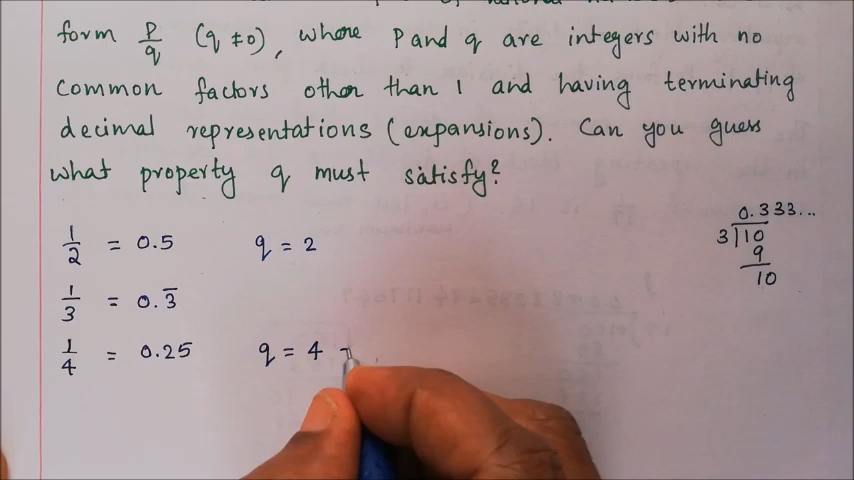 form p/q (q ≠ 0), where p and q are integers with no
common factors other than 1 and having terminating
decimal representations (expansions). Can you guess
what property q must satisfy?
1/2 = 0.5 q = 2
1/3 = 0.3̅
1/4 = 0.25 q = 4
0.333...
3 10
9
10